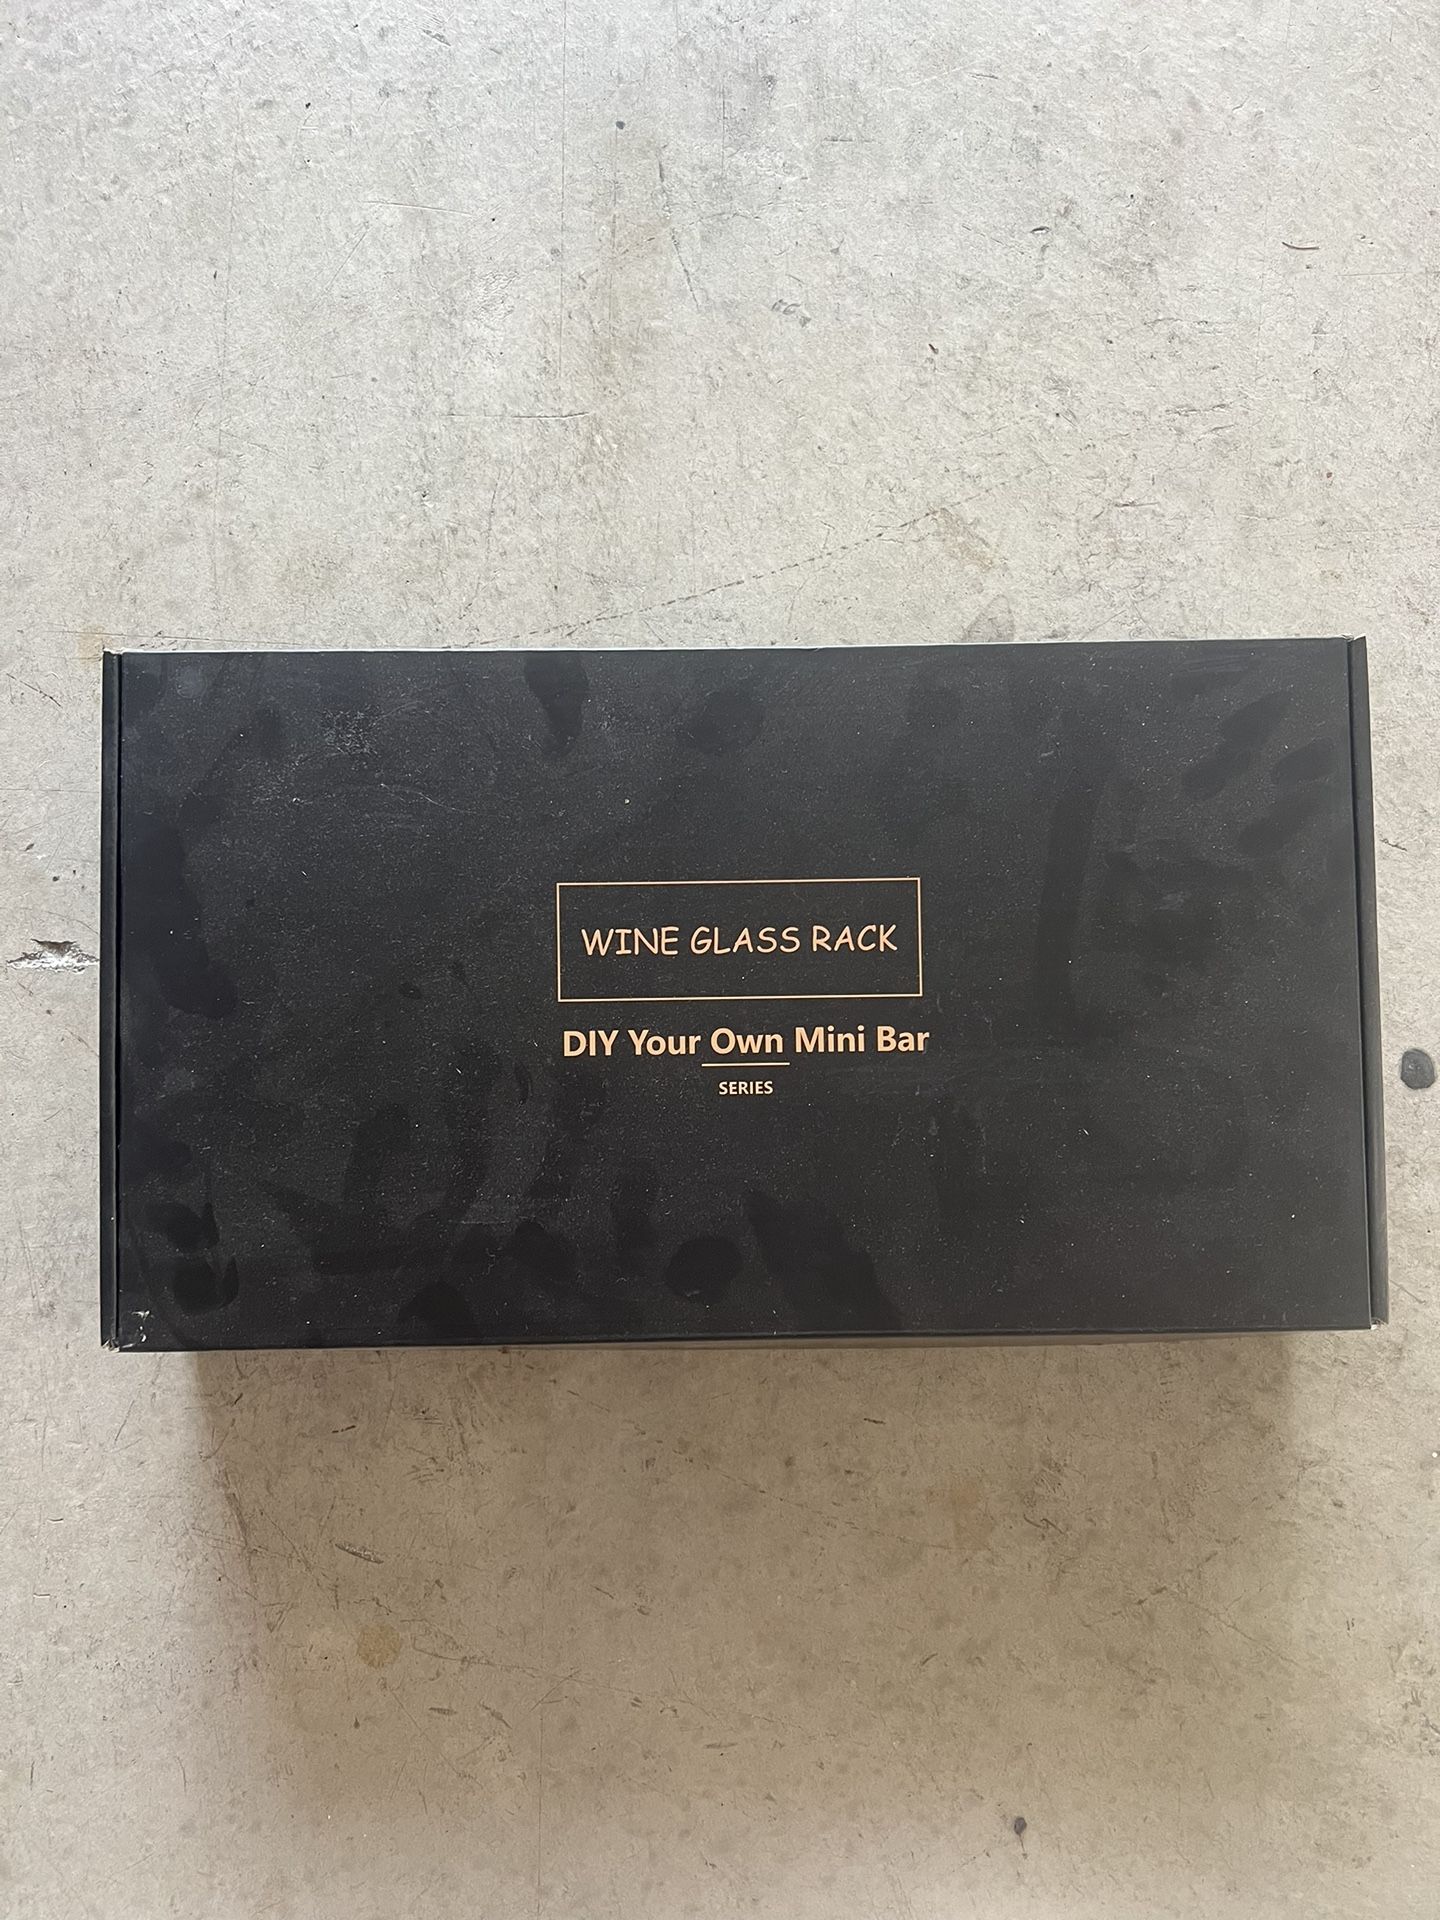 WINE GLASS RACK
DIY Your Own Mini Bar
SERIES